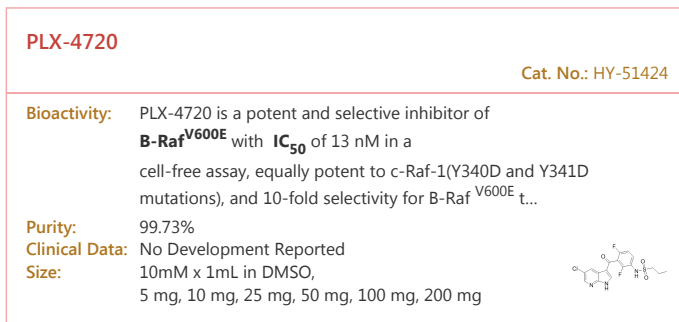 PLX-4720
Cat. No.: HY-51424
Bioactivity: PLX-4720 is a potent and selective inhibitor of
B-Raf^V600E with IC50 of 13 nM in a
cell-free assay, equally potent to c-Raf-1(Y340D and Y341D
mutations), and 10-fold selectivity for B-Raf V600E t...
Purity: 99.73%
Clinical Data: No Development Reported
Size: 10mM x 1mL in DMSO,
5 mg, 10 mg, 25 mg, 50 mg, 100 mg, 200 mg
F
O
O
Cl
F
N
H
S
O
N
N
H